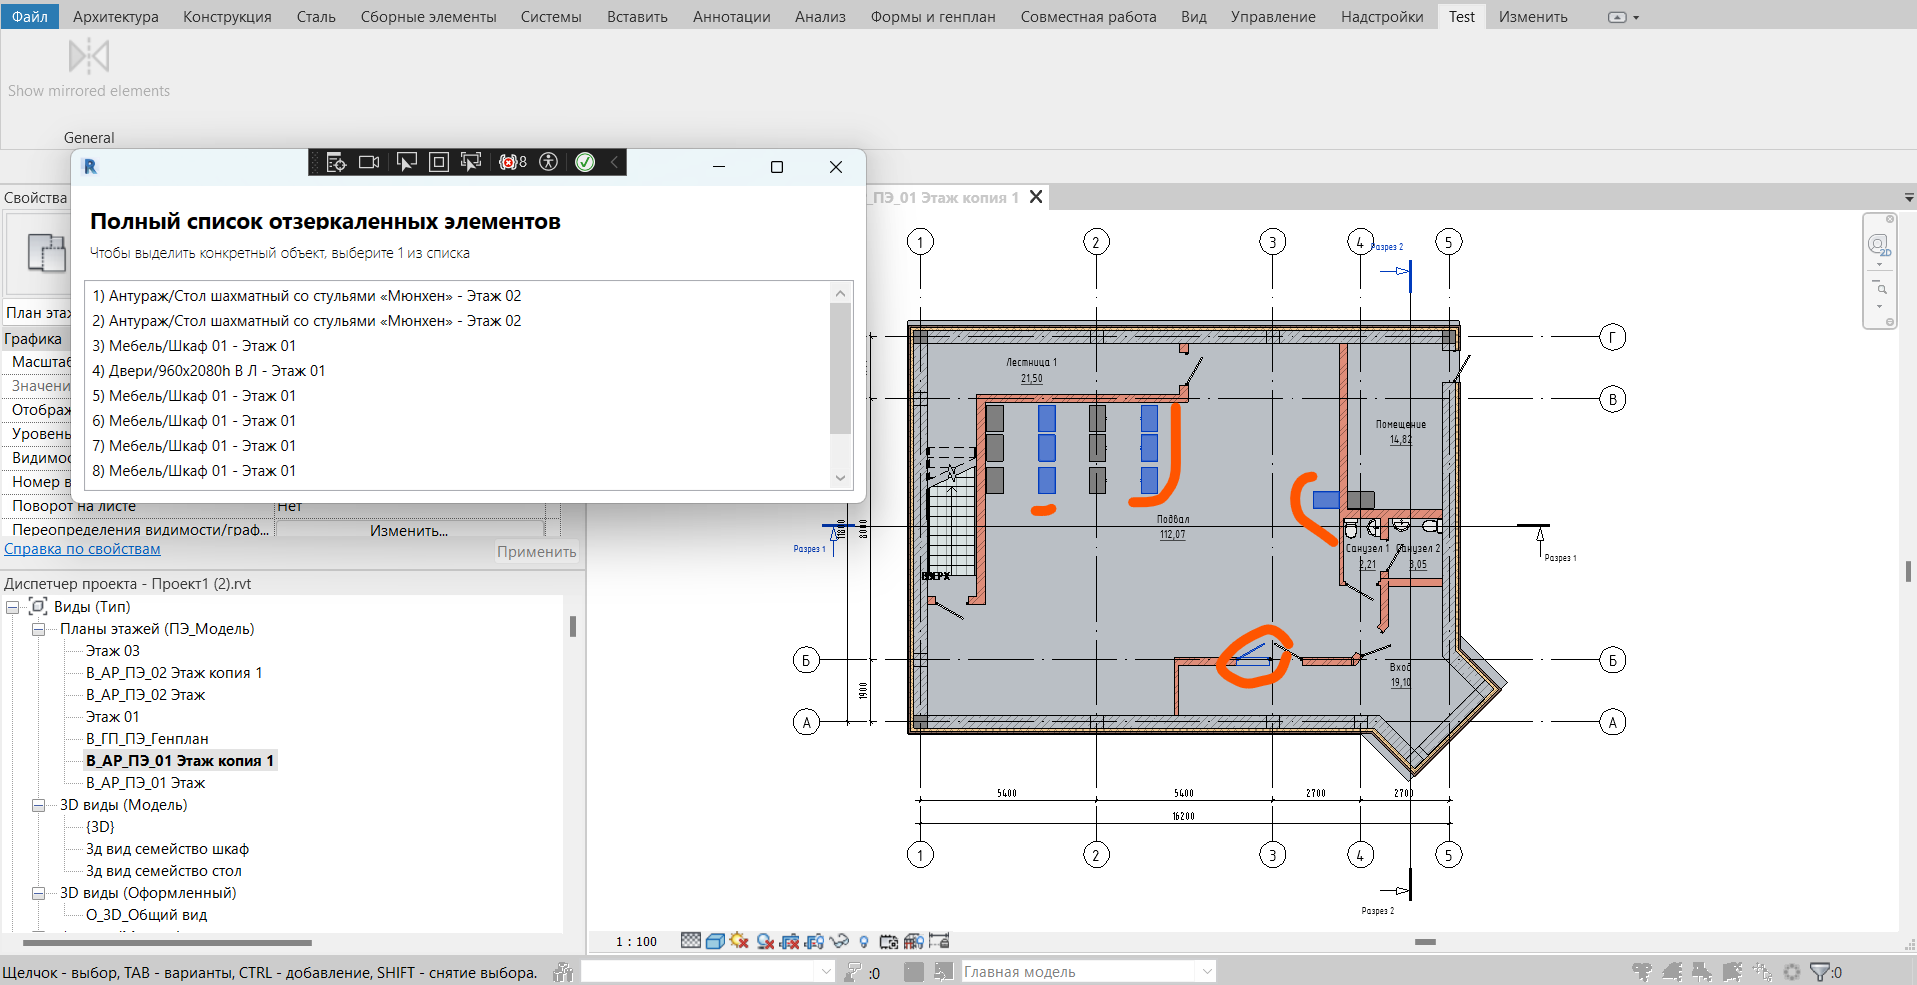 Файл Архитектура Конструкция Сталь Сборные элементы Системы Вставить Аннотации Анализ Формы и генплан Совместная работа Вид Управление Надстройки Test Изменить
Show mirrored elements
General
R 8
Полный список отзеркаленных элементов
Чтобы выделить конкретный объект, выберите 1 из списка
1) Антураж/Стол шахматный со стульями «Мюнхен» - Этаж 02
2) Антураж/Стол шахматный со стульями «Мюнхен» - Этаж 02
3) Мебель/Шкаф 01 - Этаж 01
4) Двери/960x2080h В Л - Этаж 01
5) Мебель/Шкаф 01 - Этаж 01
6) Мебель/Шкаф 01 - Этаж 01
7) Мебель/Шкаф 01 - Этаж 01
8) Мебель/Шкаф 01 - Этаж 01
Свойства
План эта
Графика
Масштаб
Значени
Отображ
Уровень
Видимос
Номер в
Поворот на листе Нет
Переопределения видимости/граф... Изменить...
Справка по свойствам Применить
Диспетчер проекта - Проект1 (2).rvt
Виды (Тип)
Планы этажей (ПЭ_Модель)
Этаж 03
В_АР_ПЭ_02 Этаж копия 1
В_АР_ПЭ_02 Этаж
Этаж 01
В_ГП_ПЭ_Генплан
В_АР_ПЭ_01 Этаж копия 1
В_АР_ПЭ_01 Этаж
3D виды (Модель)
{3D}
3д вид семейство шкаф
3д вид семейство стол
3D виды (Оформленный)
О_3D_Общий вид
_ПЭ_01 Этаж копия 1
2D
1 2 3 4 5
Разрез 2
Г
Лестница 1
21,50
В
Помещение
14,82
Подвал
112,07
8000
Разрез 1
Разрез 1
Санузел 1 Санузел 2
2,21 3,05
ВВЕРХ
Б Б
Вход
19,10
1900
А А
5400 5400 2700 2700
16200
1 2 3 4 5
Разрез 2
1 : 100
Щелчок - выбор, TAB - варианты, CTRL - добавление, SHIFT - снятие выбора. :0 Главная модель :0